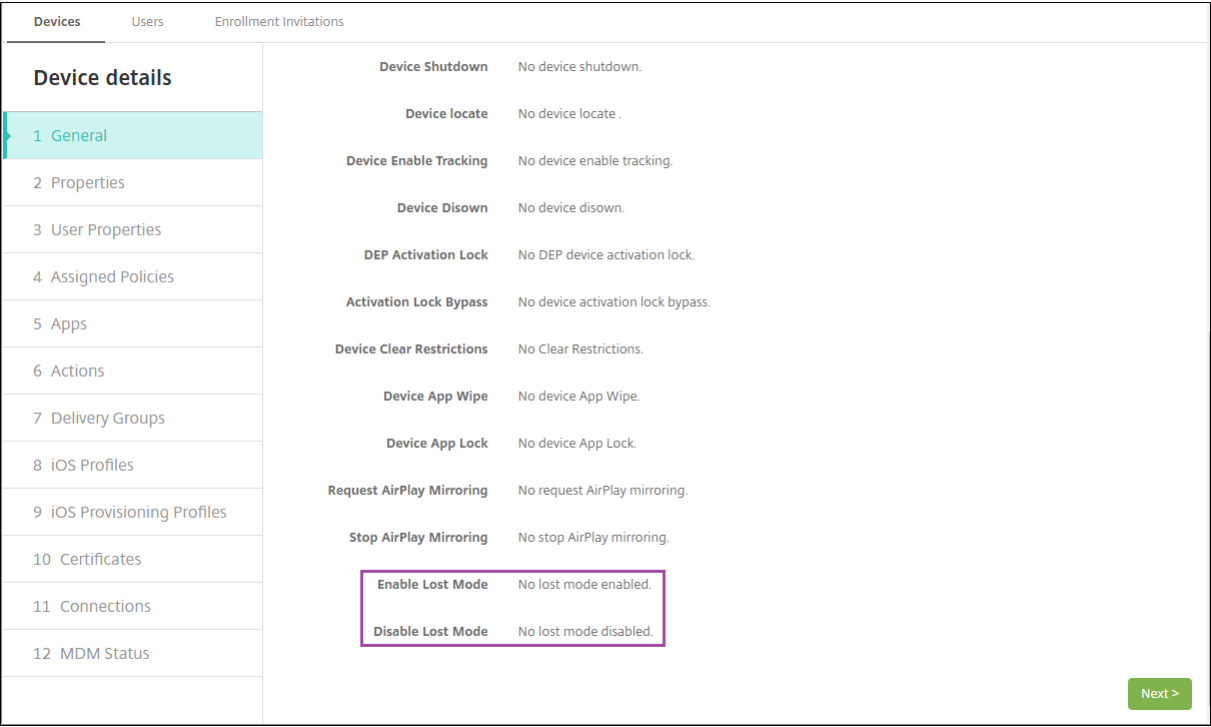 Devices Users Enrollment Invitations
Device details
1 General
2 Properties
3 User Properties
4 Assigned Policies
5 Apps
6 Actions
7 Delivery Groups
8 iOS Profiles
9 iOS Provisioning Profiles
10 Certificates
11 Connections
12 MDM Status
Device Shutdown No device shutdown.
Device locate No device locate .
Device Enable Tracking No device enable tracking.
Device Disown No device disown.
DEP Activation Lock No DEP device activation lock.
Activation Lock Bypass No device activation lock bypass.
Device Clear Restrictions No Clear Restrictions.
Device App Wipe No device App Wipe.
Device App Lock No device App Lock.
Request AirPlay Mirroring No request AirPlay mirroring.
Stop AirPlay Mirroring No stop AirPlay mirroring.
Enable Lost Mode No lost mode enabled.
Disable Lost Mode No lost mode disabled.
Next >